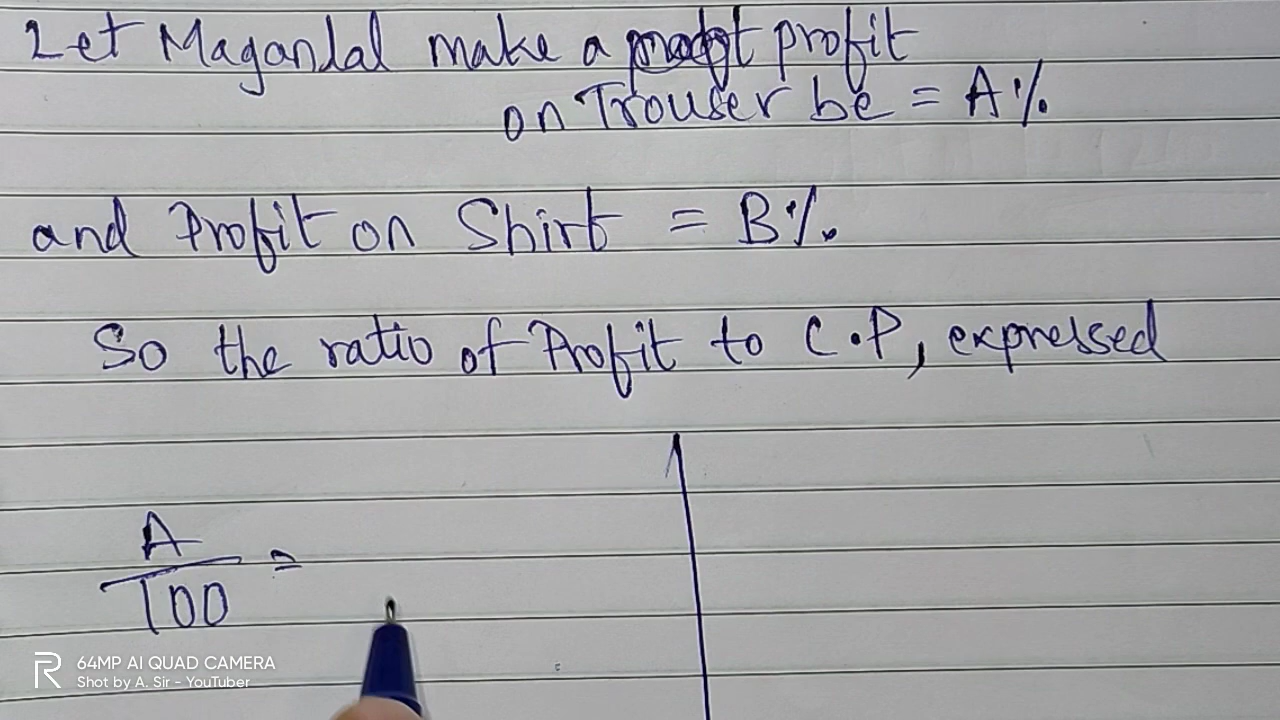 Let Maganlal make a profit
on Trouser be = A%
and Profit on Shirt = B%.
So the ratio of Profit to C.P, expressed
A
100 =
R 64MP AI QUAD CAMERA
Shot by A. Sir - YouTuber